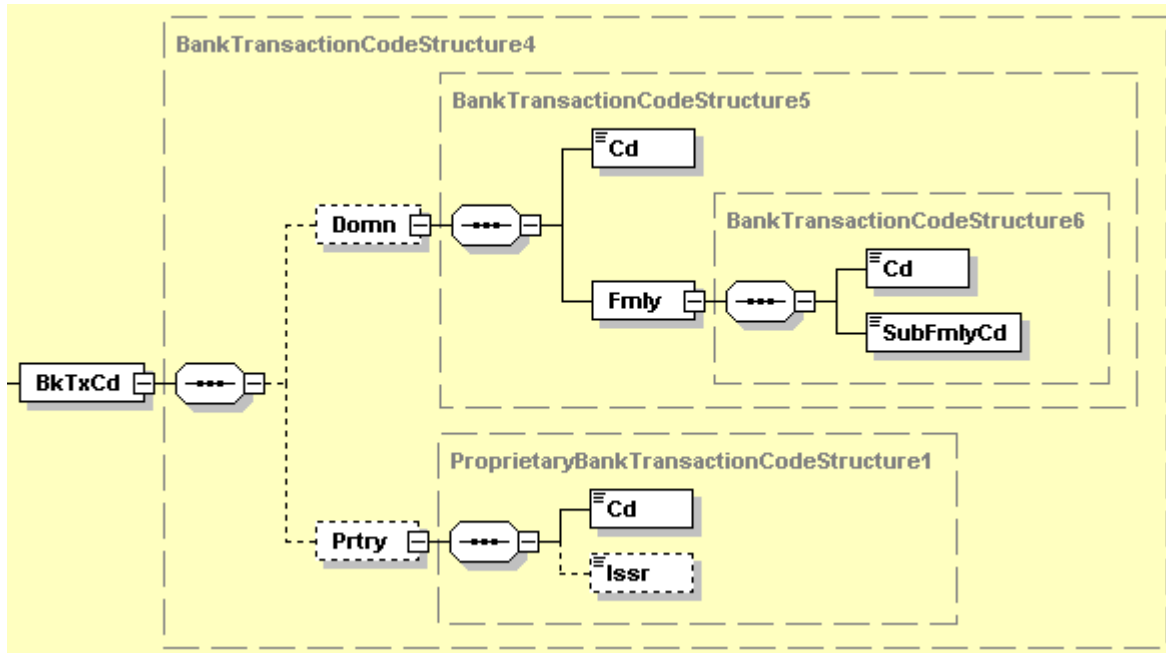 BankTransactionCodeStructure4
BankTransactionCodeStructure5
Cd
BankTransactionCodeStructure6
Domn
Cd
Fmly
SubFmlyCd
BkTxCd
ProprietaryBankTransactionCodeStructure1
Cd
Prtry
Issr